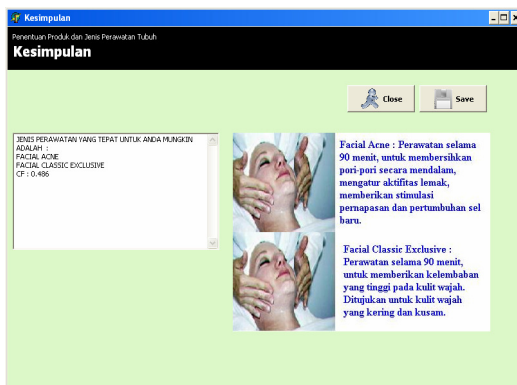 Kesimpulan
Penentuan Produk dan Jenis Perawatan Tubuh
Kesimpulan
Close
Save
JENIS PERAWATAN YANG TEPAT UNTUK ANDA MUNGKIN
ADALAH :
FACIAL ACNE
FACIAL CLASSIC EXCLUSIVE
CF : 0.486
Facial Acne : Perawatan selama
90 menit, untuk membersihkan
pori-pori secara mendalam,
mengatur aktifitas lemak,
memberikan stimulasi
pernapasan dan pertumbuhan sel
baru.
Facial Classic Exclusive :
Perawatan selama 90 menit,
untuk memberikan kelembaban
yang tinggi pada kulit wajah.
Ditujukan untuk kulit wajah
yang kering dan kusam.